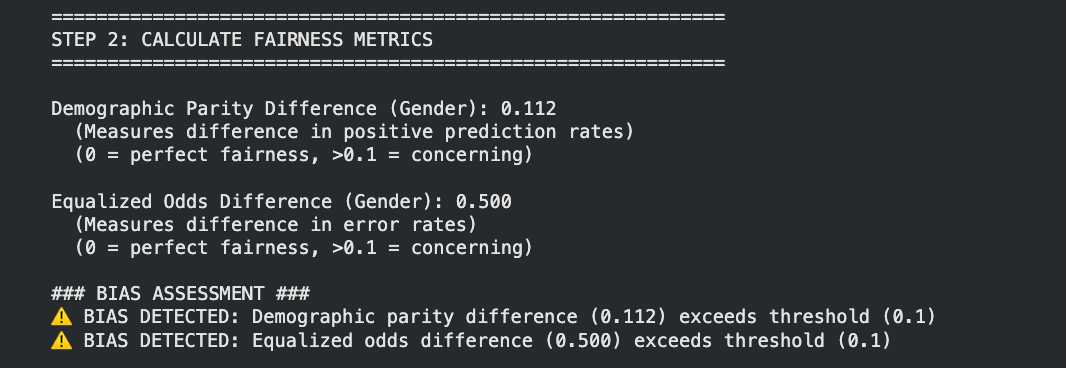 ============================================================
STEP 2: CALCULATE FAIRNESS METRICS
============================================================
Demographic Parity Difference (Gender): 0.112
(Measures difference in positive prediction rates)
(0 = perfect fairness, >0.1 = concerning)
Equalized Odds Difference (Gender): 0.500
(Measures difference in error rates)
(0 = perfect fairness, >0.1 = concerning)
### BIAS ASSESSMENT ###
⚠️ BIAS DETECTED: Demographic parity difference (0.112) exceeds threshold (0.1)
⚠️ BIAS DETECTED: Equalized odds difference (0.500) exceeds threshold (0.1)